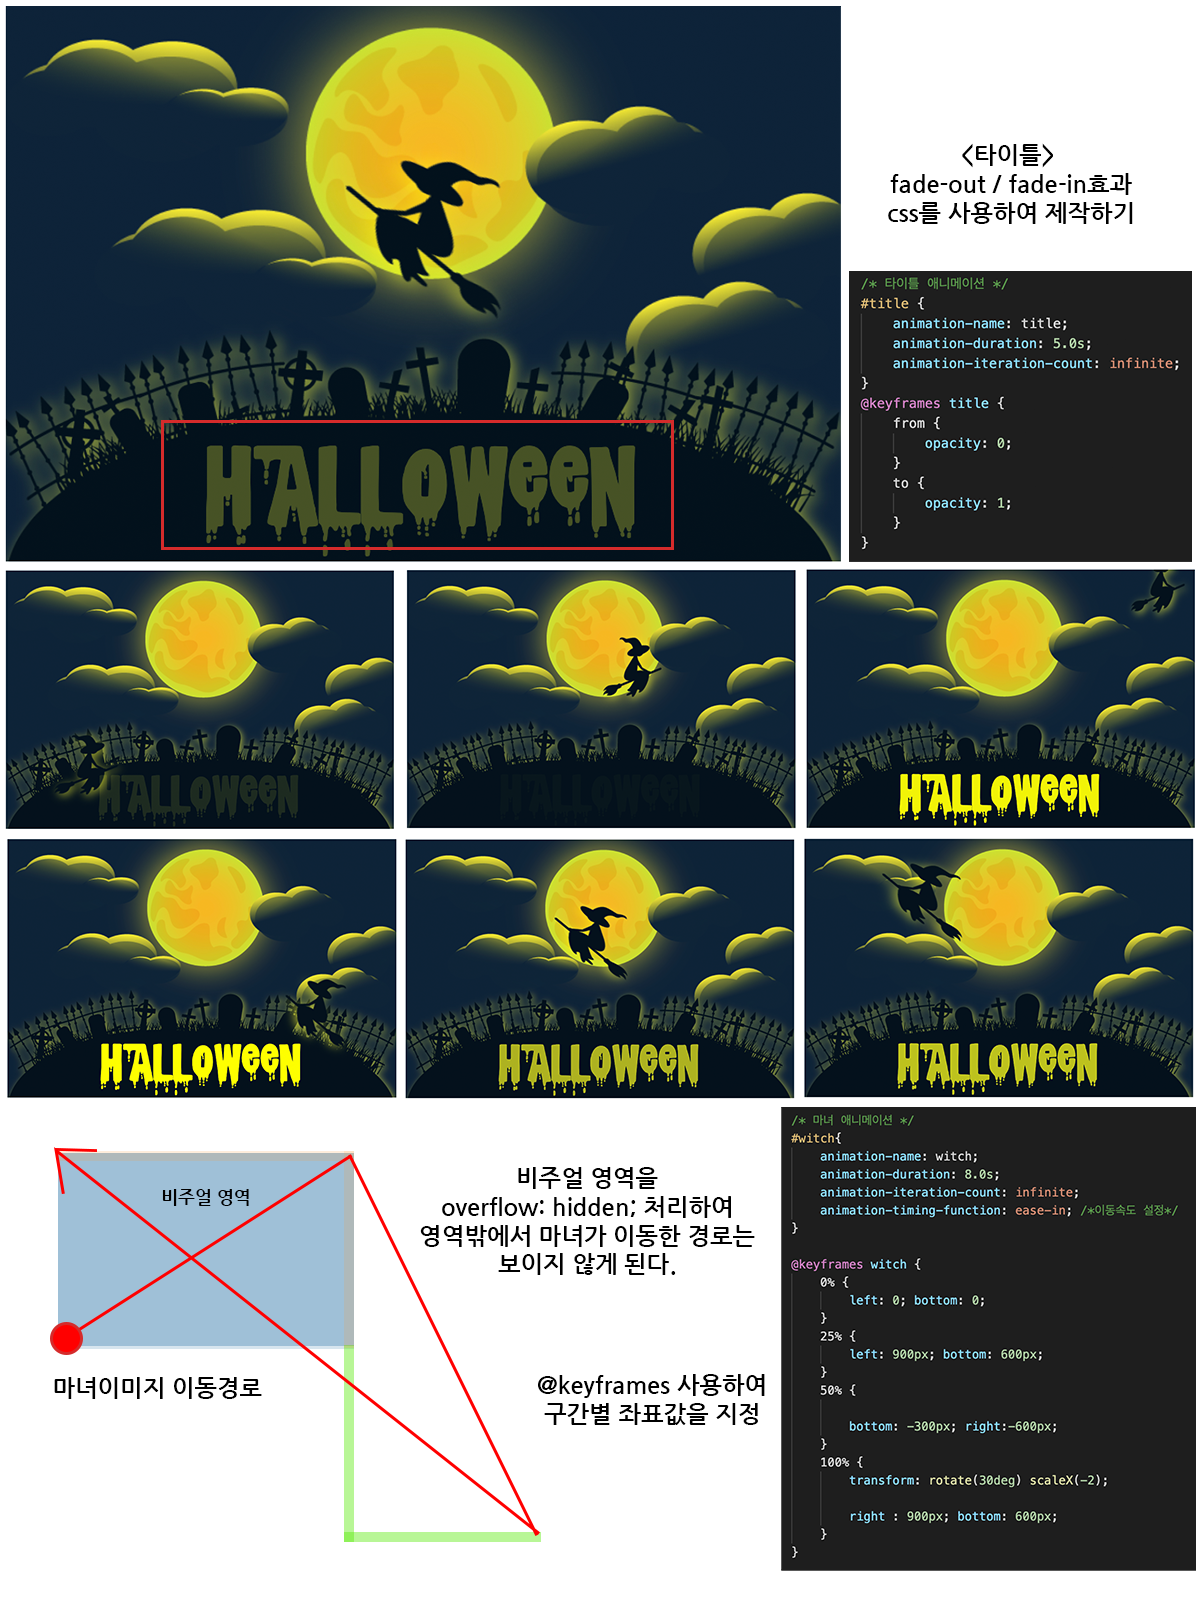 <타이틀>
fade-out / fade-in효과
css를 사용하여 제작하기
/* 타이틀 애니메이션 */
#title {
animation-name: title;
animation-duration: 5.0s;
animation-iteration-count: infinite;
}
@keyframes title {
from {
opacity: 0;
}
to {
opacity: 1;
}
}
HALLOWeeN
HALLOWeeN
HALLOWeeN
HALLOWeeN
HALLOWeeN
HALLOWeeN
HALLOWeeN
비주얼 영역
마녀이미지 이동경로
비주얼 영역을
overflow: hidden; 처리하여
영역밖에서 마녀가 이동한 경로는
보이지 않게 된다.
@keyframes 사용하여
구간별 좌표값을 지정
/* 마녀 애니메이션 */
#witch{
animation-name: witch;
animation-duration: 8.0s;
animation-iteration-count: infinite;
animation-timing-function: ease-in; /*이동속도 설정*/
}
@keyframes witch {
0% {
left: 0; bottom: 0;
}
25% {
left: 900px; bottom: 600px;
}
50% {
bottom: -300px; right:-600px;
}
100% {
transform: rotate(30deg) scaleX(-2);
right : 900px; bottom: 600px;
}
}